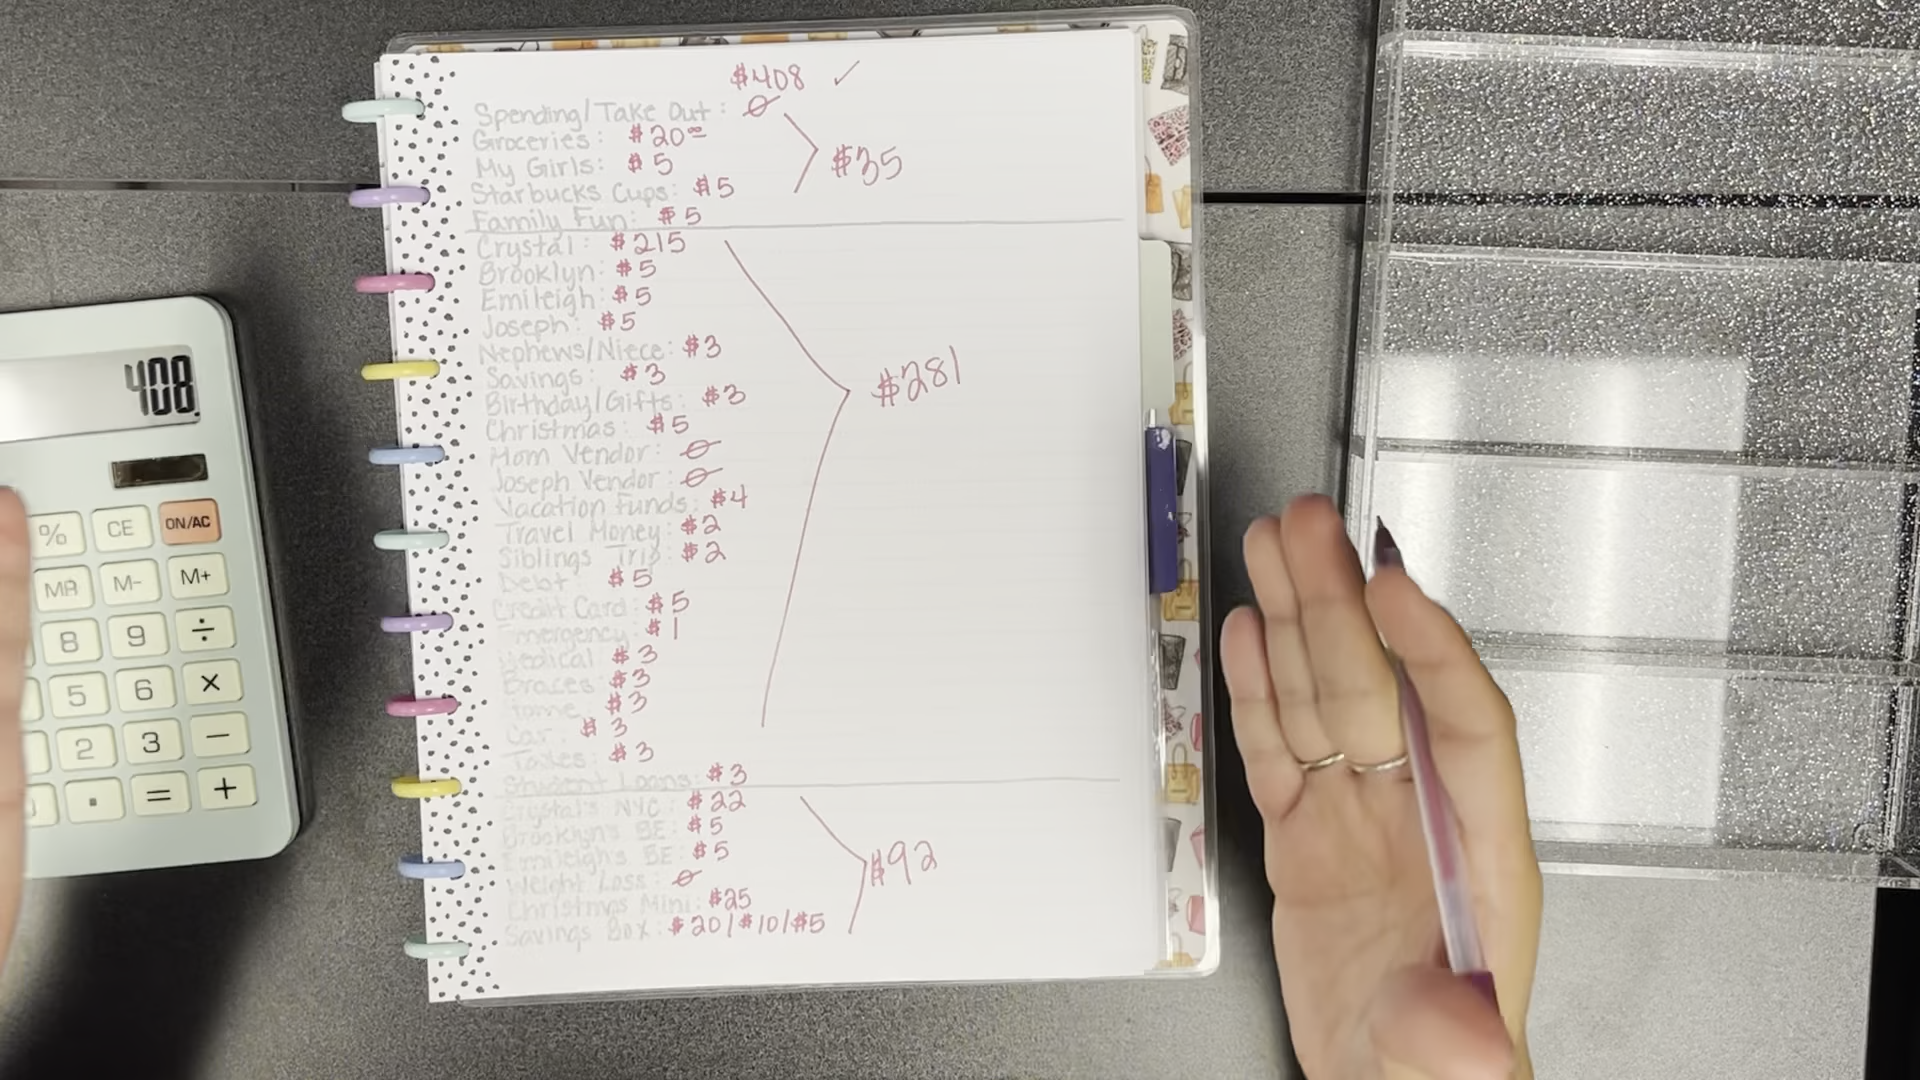 $408 ✓
Spending/Take Out: Ø
Groceries: $20⁰⁰
My Girls: $5
Starbucks Cups: $5
Family Fun: $5
$35
Crystal: $215
Brooklyn: $5
Emileigh: $5
Joseph: $5
Nephews/Niece: $3
Savings: $3
Birthday/Gifts: $3
Christmas: $5
Mom Vendor: Ø
Joseph Vendor: Ø
Vacation Funds: $4
Travel Money: $2
Siblings Trip: $2
Debt $5
Credit Card: $5
Emergency $1
Medical $3
Braces: $3
Home $3
Car: $3
Taxes: $3
Student Loans: $3
$281
Crystal's NYC: $22
Brooklyn's BE: $5
Emileigh's BE: $5
Weight Loss: Ø
Christmas Mini: $25
Savings Box: $20/$10/$5
$92
408.
% CE ON/AC
MR M- M+
8 9 ÷
5 6 ×
2 3 −
. = +